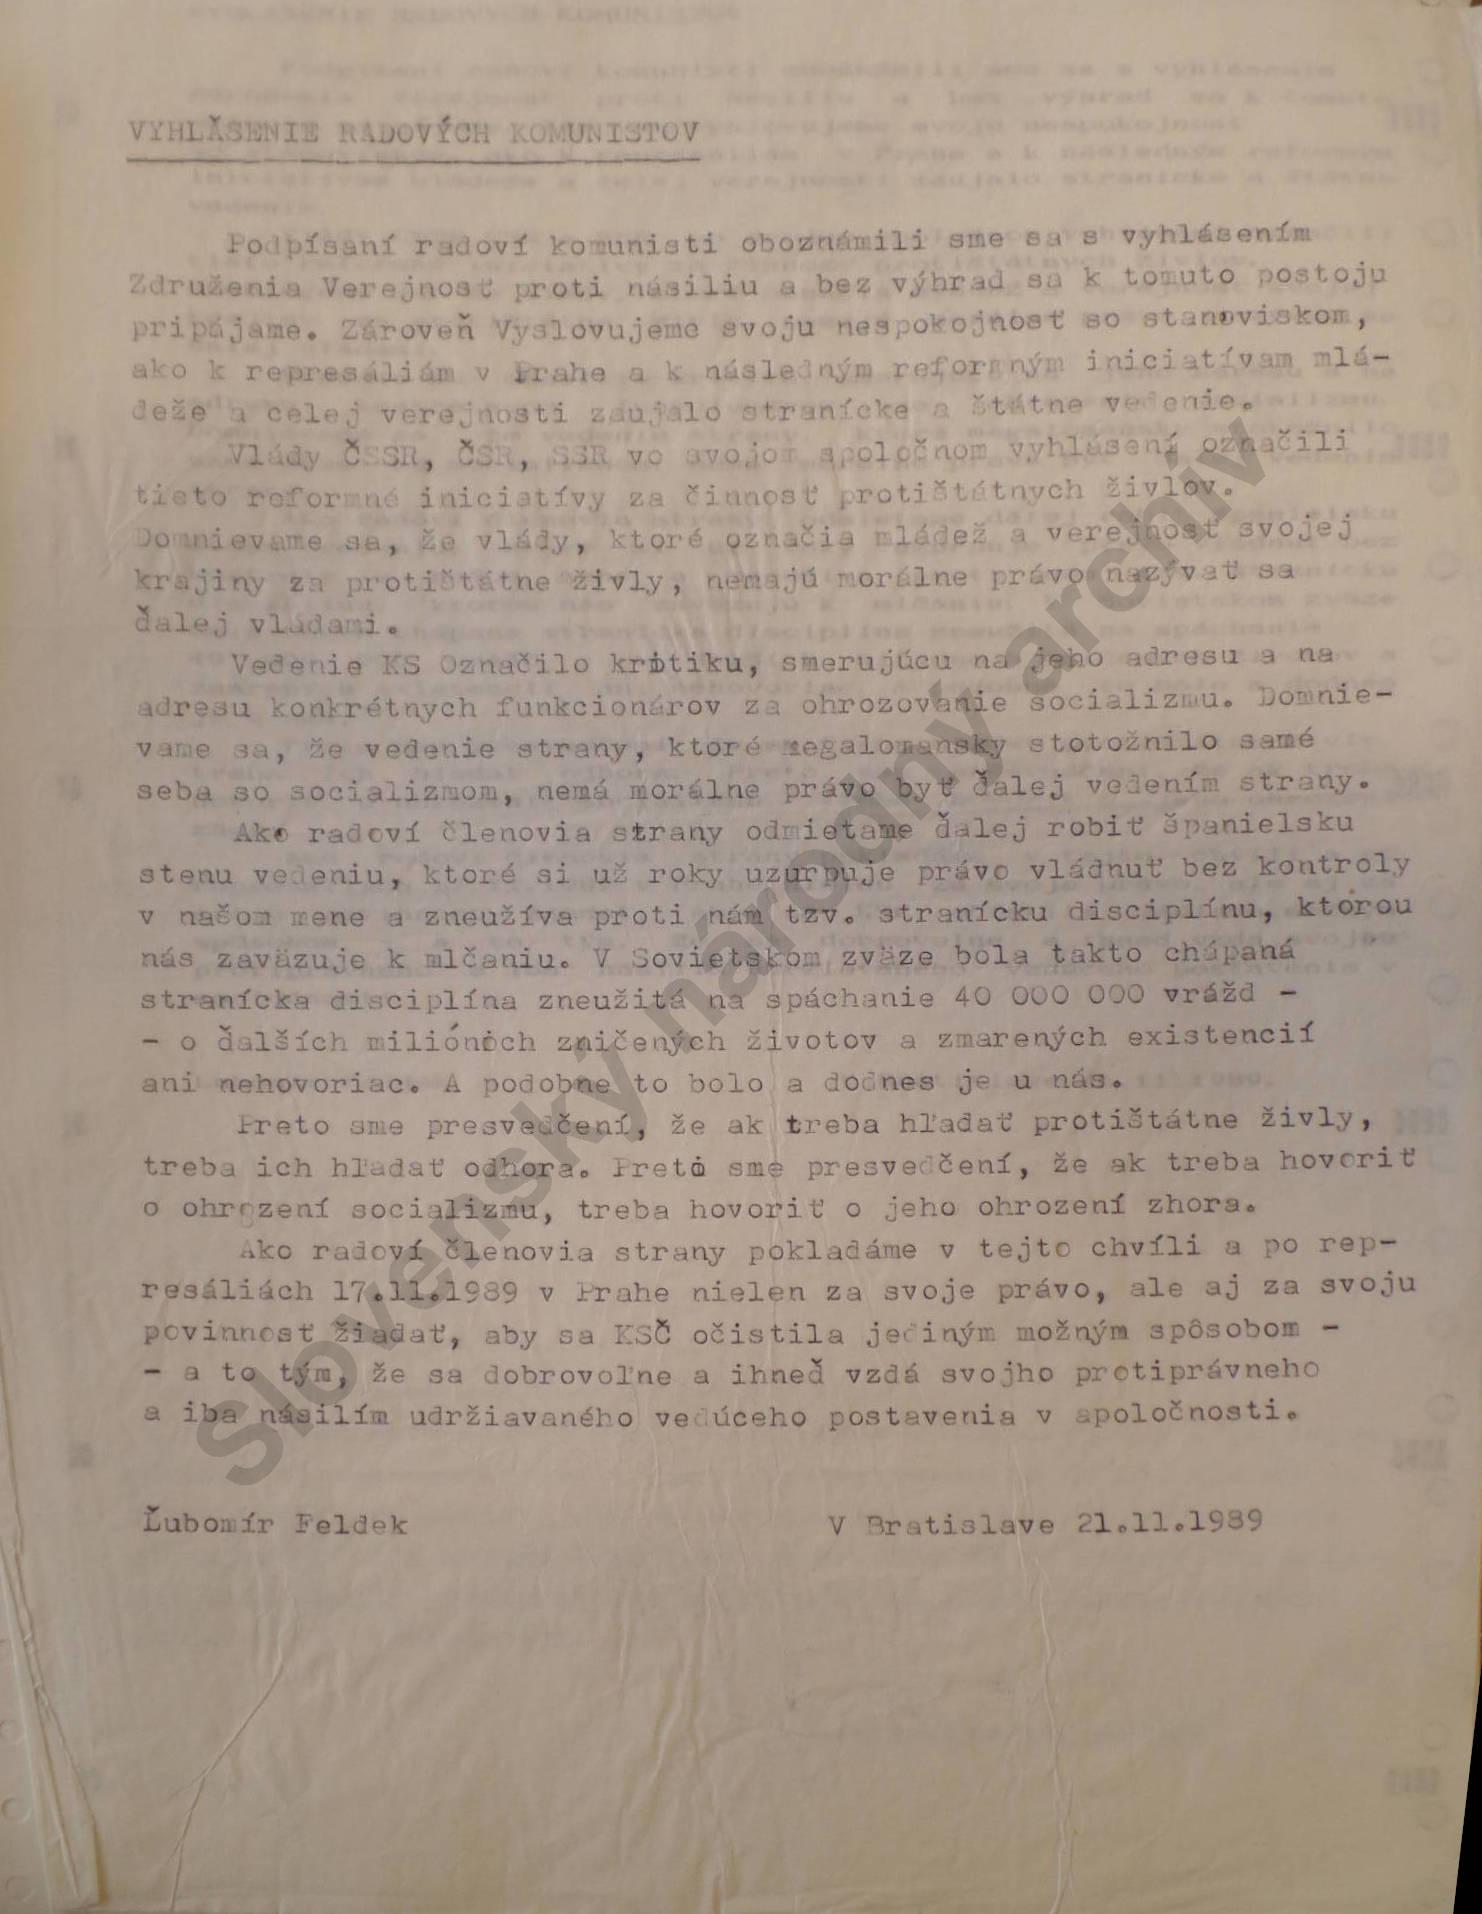 VYHLÁSENIE RADOVÝCH KOMUNISTOV
Podpísaní radoví komunisti oboznámili sme sa s vyhlásením
Združenia Verejnosť proti násiliu a bez výhrad sa k tomuto postoju
pripájame. Zároveň Vyslovujeme svoju nespokojnosť so stanoviskom,
ako k represáliám v Prahe a k následným reformným iniciatívam mlá-
deže a celej verejnosti zaujalo stranícke a štátne vedenie.
Vlády ČSSR, ČSR, SSR vo svojom spoločnom vyhlásení označili
tieto reformné iniciatívy za činnosť protištátnych živlov.
Domnievame sa, že vlády, ktoré označia mládež a verejnosť svojej
krajiny za protištátne živly, nemajú morálne právo nazývať sa
ďalej vládami.
Vedenie KS Označilo kritiku, smerujúcu na jeho adresu a na
adresu konkrétnych funkcionárov za ohrozovanie socializmu. Domnie-
vame sa, že vedenie strany, ktoré megalomansky stotožnilo samé
seba so socializmom, nemá morálne právo byť ďalej vedením strany.
Ako radoví členovia strany odmietame ďalej robiť španielsku
stenu vedeniu, ktoré si už roky uzurpuje právo vládnuť bez kontroly
v našom mene a zneužíva proti nám tzv. stranícku disciplínu, ktorou
nás zaväzuje k mlčaniu. V Sovietskom zväze bola takto chápaná
stranícka disciplína zneužitá na spáchanie 40 000 000 vrážd -
- o ďalších miliónoch zničených životov a zmarených existencií
ani nehovoriac. A podobne to bolo a dodnes je u nás.
Preto sme presvedčení, že ak treba hľadať protištátne živly,
treba ich hľadať odhora. Preto sme presvedčení, že ak treba hovoriť
o ohrození socializmu, treba hovoriť o jeho ohrození zhora.
Ako radoví členovia strany pokladáme v tejto chvíli a po rep-
resáliách 17.11.1989 v Prahe nielen za svoje právo, ale aj za svoju
povinnosť žiadať, aby sa KSČ očistila jediným možným spôsobom -
- a to tým, že sa dobrovoľne a ihneď vzdá svojho protiprávneho
a iba násilím udržiavaného vedúceho postavenia v spoločnosti.
Ľubomír Feldek V Bratislave 21.11.1989
Slovenský národný archív